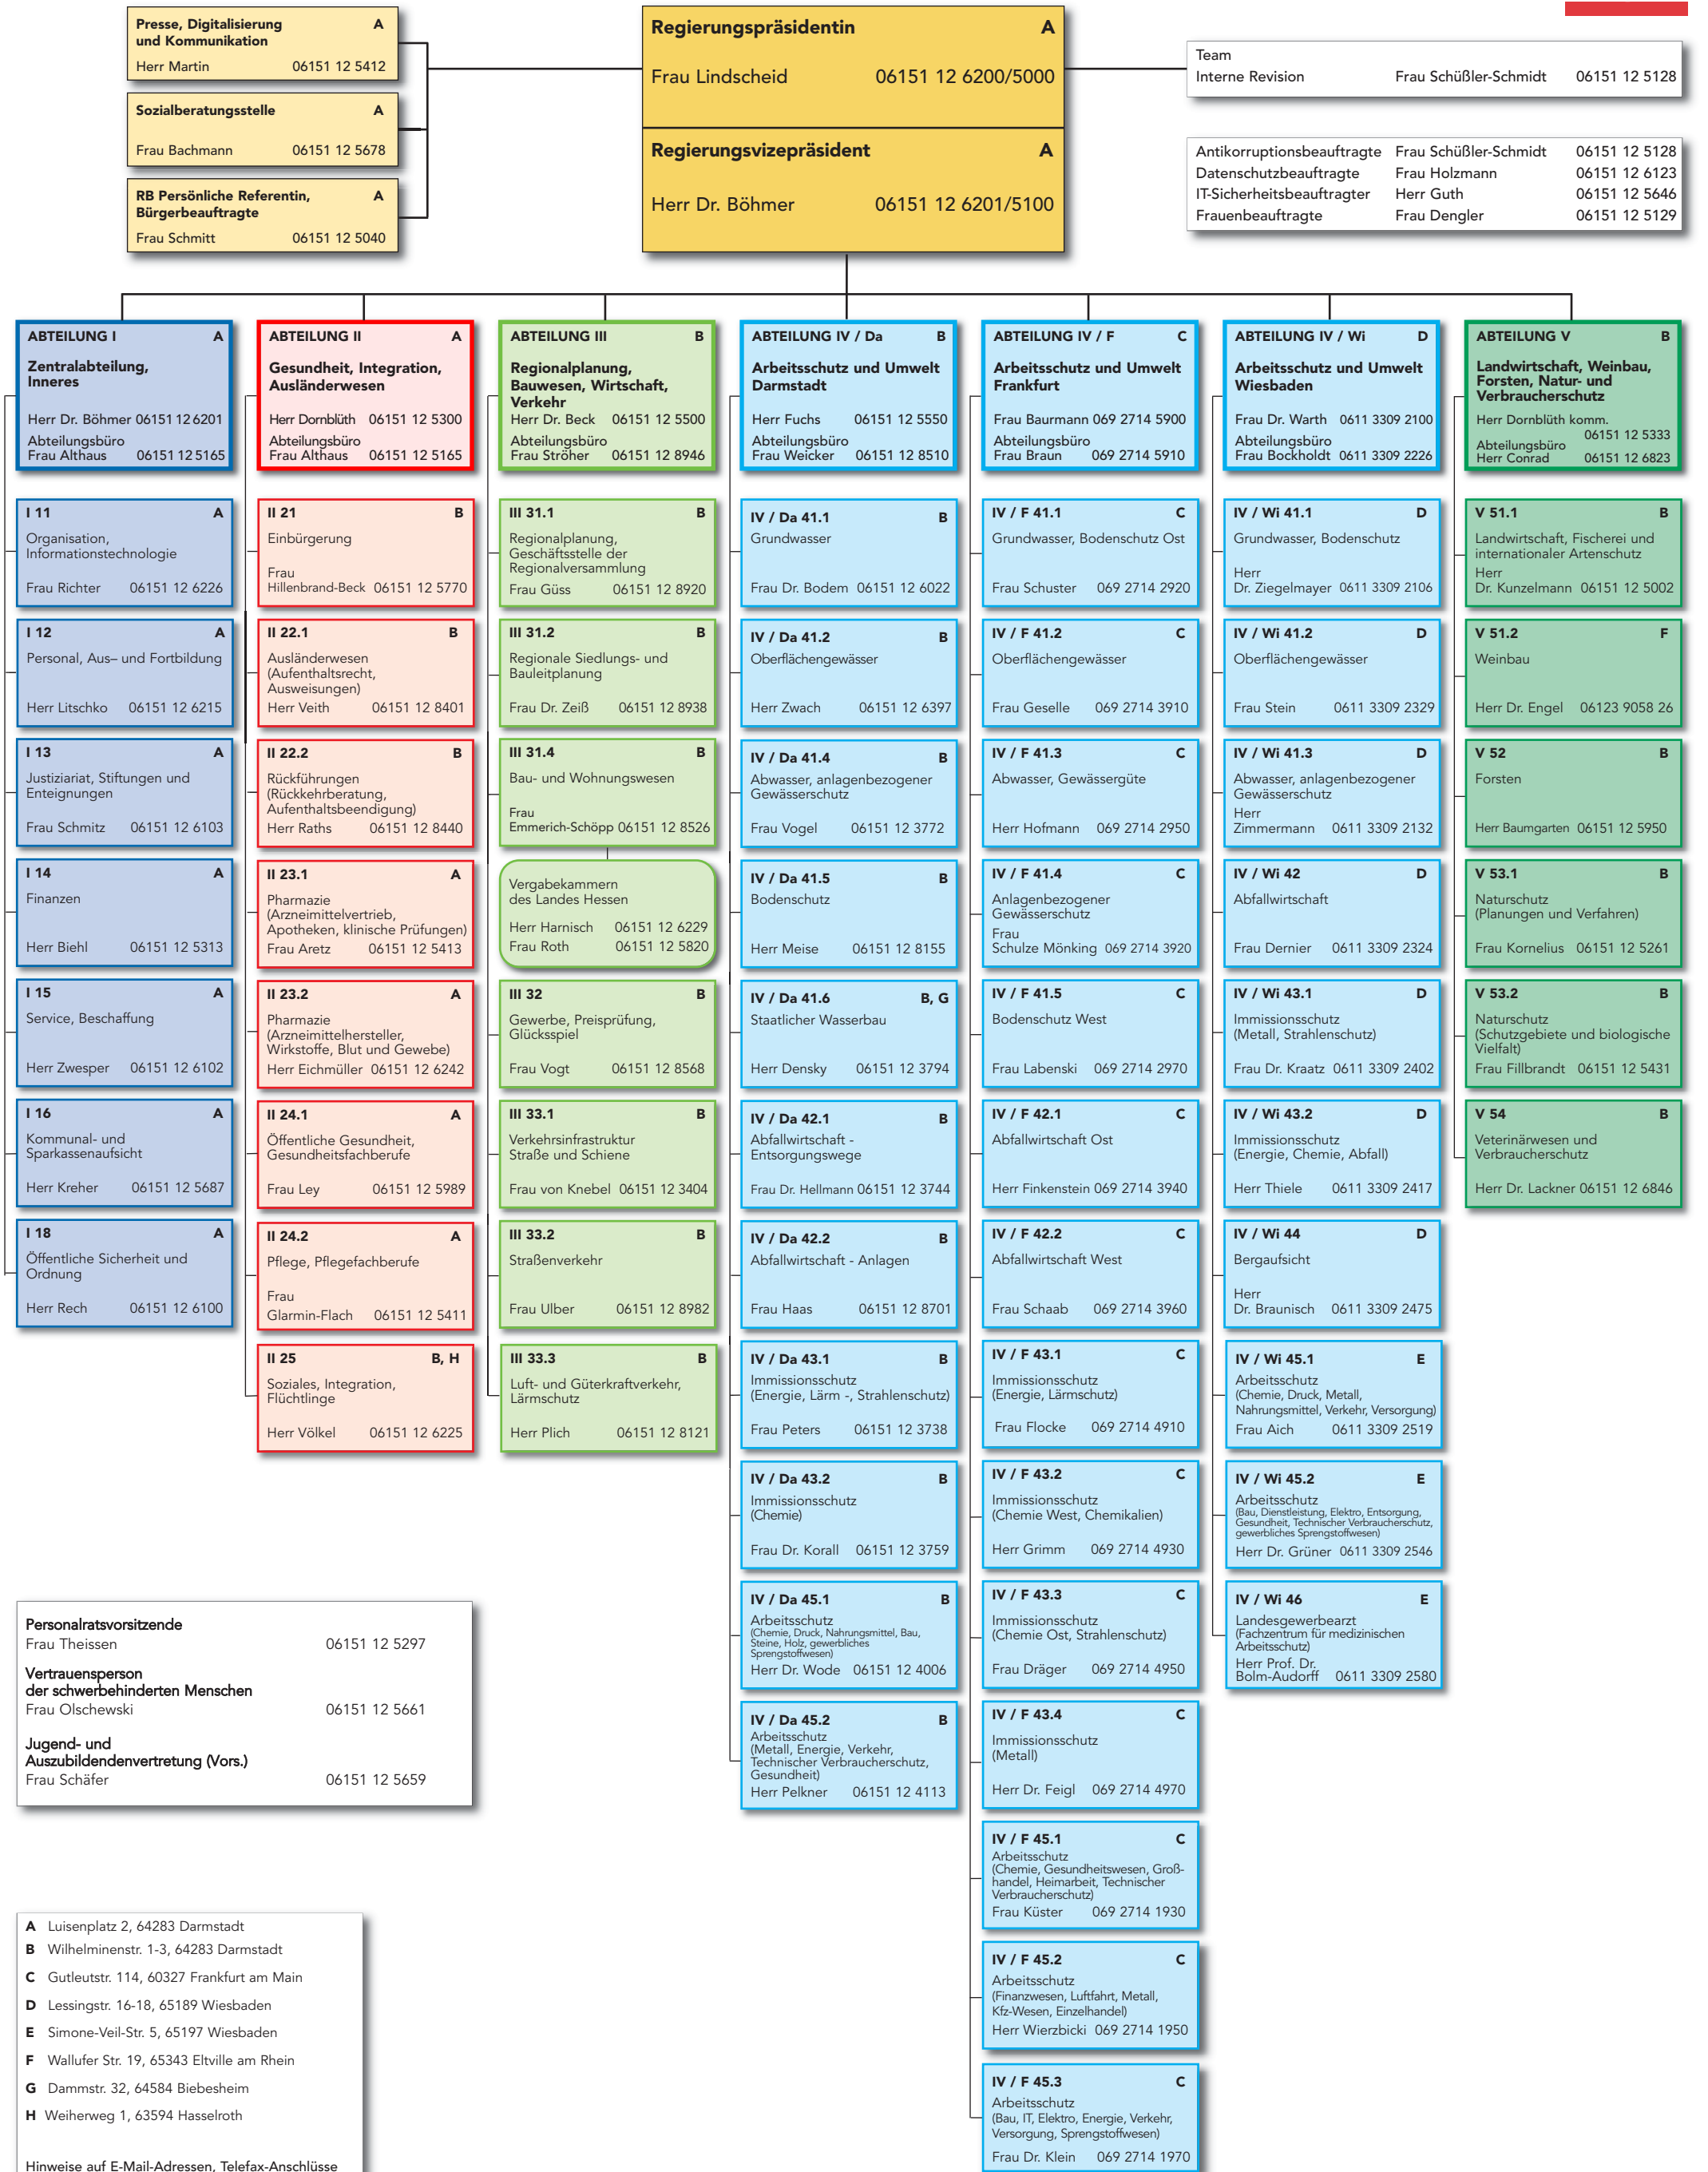 Presse, Digitalisierung A
und Kommunikation
Herr Martin 06151 12 5412
Sozialberatungsstelle A
Frau Bachmann 06151 12 5678
RB Persönliche Referentin, A
Bürgerbeauftragte
Frau Schmitt 06151 12 5040
Regierungspräsidentin A
Frau Lindscheid 06151 12 6200/5000
Regierungsvizepräsident A
Herr Dr. Böhmer 06151 12 6201/5100
Team
Interne Revision Frau Schüßler-Schmidt 06151 12 5128
Antikorruptionsbeauftragte Frau Schüßler-Schmidt 06151 12 5128
Datenschutzbeauftragte Frau Holzmann 06151 12 6123
IT-Sicherheitsbeauftragter Herr Guth 06151 12 5646
Frauenbeauftragte Frau Dengler 06151 12 5129
ABTEILUNG I A
Zentralabteilung,
Inneres
Herr Dr. Böhmer 06151 12 6201
Abteilungsbüro
Frau Althaus 06151 12 5165
I 11 A
Organisation,
Informationstechnologie
Frau Richter 06151 12 6226
I 12 A
Personal, Aus– und Fortbildung
Herr Litschko 06151 12 6215
I 13 A
Justiziariat, Stiftungen und
Enteignungen
Frau Schmitz 06151 12 6103
I 14 A
Finanzen
Herr Biehl 06151 12 5313
I 15 A
Service, Beschaffung
Herr Zwesper 06151 12 6102
I 16 A
Kommunal- und
Sparkassenaufsicht
Herr Kreher 06151 12 5687
I 18 A
Öffentliche Sicherheit und
Ordnung
Herr Rech 06151 12 6100
ABTEILUNG II A
Gesundheit, Integration,
Ausländerwesen
Herr Dornblüth 06151 12 5300
Abteilungsbüro
Frau Althaus 06151 12 5165
II 21 B
Einbürgerung
Frau
Hillenbrand-Beck 06151 12 5770
II 22.1 B
Ausländerwesen
(Aufenthaltsrecht,
Ausweisungen)
Herr Veith 06151 12 8401
II 22.2 B
Rückführungen
(Rückkehrberatung,
Aufenthaltsbeendigung)
Herr Raths 06151 12 8440
II 23.1 A
Pharmazie
(Arzneimittelvertrieb,
Apotheken, klinische Prüfungen)
Frau Aretz 06151 12 5413
II 23.2 A
Pharmazie
(Arzneimittelhersteller,
Wirkstoffe, Blut und Gewebe)
Herr Eichmüller 06151 12 6242
II 24.1 A
Öffentliche Gesundheit,
Gesundheitsfachberufe
Frau Ley 06151 12 5989
II 24.2 A
Pflege, Pflegefachberufe
Frau
Glarmin-Flach 06151 12 5411
II 25 B, H
Soziales, Integration,
Flüchtlinge
Herr Völkel 06151 12 6225
ABTEILUNG III B
Regionalplanung,
Bauwesen, Wirtschaft,
Verkehr
Herr Dr. Beck 06151 12 5500
Abteilungsbüro
Frau Ströher 06151 12 8946
III 31.1 B
Regionalplanung,
Geschäftsstelle der
Regionalversammlung
Frau Güss 06151 12 8920
III 31.2 B
Regionale Siedlungs- und
Bauleitplanung
Frau Dr. Zeiß 06151 12 8938
III 31.4 B
Bau- und Wohnungswesen
Frau
Emmerich-Schöpp 06151 12 8526
Vergabekammern
des Landes Hessen
Herr Harnisch 06151 12 6229
Frau Roth 06151 12 5820
III 32 B
Gewerbe, Preisprüfung,
Glücksspiel
Frau Vogt 06151 12 8568
III 33.1 B
Verkehrsinfrastruktur
Straße und Schiene
Frau von Knebel 06151 12 3404
III 33.2 B
Straßenverkehr
Frau Ulber 06151 12 8982
III 33.3 B
Luft- und Güterkraftverkehr,
Lärmschutz
Herr Plich 06151 12 8121
ABTEILUNG IV / Da B
Arbeitsschutz und Umwelt
Darmstadt
Herr Fuchs 06151 12 5550
Abteilungsbüro
Frau Weicker 06151 12 8510
IV / Da 41.1 B
Grundwasser
Frau Dr. Bodem 06151 12 6022
IV / Da 41.2 B
Oberflächengewässer
Herr Zwach 06151 12 6397
IV / Da 41.4 B
Abwasser, anlagenbezogener
Gewässerschutz
Frau Vogel 06151 12 3772
IV / Da 41.5 B
Bodenschutz
Herr Meise 06151 12 8155
IV / Da 41.6 B, G
Staatlicher Wasserbau
Herr Densky 06151 12 3794
IV / Da 42.1 B
Abfallwirtschaft -
Entsorgungswege
Frau Dr. Hellmann 06151 12 3744
IV / Da 42.2 B
Abfallwirtschaft - Anlagen
Frau Haas 06151 12 8701
IV / Da 43.1 B
Immissionsschutz
(Energie, Lärm -, Strahlenschutz)
Frau Peters 06151 12 3738
IV / Da 43.2 B
Immissionsschutz
(Chemie)
Frau Dr. Korall 06151 12 3759
IV / Da 45.1 B
Arbeitsschutz
(Chemie, Druck, Nahrungsmittel, Bau,
Steine, Holz, gewerbliches
Sprengstoffwesen)
Herr Dr. Wode 06151 12 4006
IV / Da 45.2 B
Arbeitsschutz
(Metall, Energie, Verkehr,
Technischer Verbraucherschutz,
Gesundheit)
Herr Pelkner 06151 12 4113
ABTEILUNG IV / F C
Arbeitsschutz und Umwelt
Frankfurt
Frau Baurmann 069 2714 5900
Abteilungsbüro
Frau Braun 069 2714 5910
IV / F 41.1 C
Grundwasser, Bodenschutz Ost
Frau Schuster 069 2714 2920
IV / F 41.2 C
Oberflächengewässer
Frau Geselle 069 2714 3910
IV / F 41.3 C
Abwasser, Gewässergüte
Herr Hofmann 069 2714 2950
IV / F 41.4 C
Anlagenbezogener
Gewässerschutz
Frau
Schulze Mönking 069 2714 3920
IV / F 41.5 C
Bodenschutz West
Frau Labenski 069 2714 2970
IV / F 42.1 C
Abfallwirtschaft Ost
Herr Finkenstein 069 2714 3940
IV / F 42.2 C
Abfallwirtschaft West
Frau Schaab 069 2714 3960
IV / F 43.1 C
Immissionsschutz
(Energie, Lärmschutz)
Frau Flocke 069 2714 4910
IV / F 43.2 C
Immissionsschutz
(Chemie West, Chemikalien)
Herr Grimm 069 2714 4930
IV / F 43.3 C
Immissionsschutz
(Chemie Ost, Strahlenschutz)
Frau Dräger 069 2714 4950
IV / F 43.4 C
Immissionsschutz
(Metall)
Herr Dr. Feigl 069 2714 4970
IV / F 45.1 C
Arbeitsschutz
(Chemie, Gesundheitswesen, Groß-
handel, Heimarbeit, Technischer
Verbraucherschutz)
Frau Küster 069 2714 1930
IV / F 45.2 C
Arbeitsschutz
(Finanzwesen, Luftfahrt, Metall,
Kfz-Wesen, Einzelhandel)
Herr Wierzbicki 069 2714 1950
IV / F 45.3 C
Arbeitsschutz
(Bau, IT, Elektro, Energie, Verkehr,
Versorgung, Sprengstoffwesen)
Frau Dr. Klein 069 2714 1970
ABTEILUNG IV / Wi D
Arbeitsschutz und Umwelt
Wiesbaden
Frau Dr. Warth 0611 3309 2100
Abteilungsbüro
Frau Bockholdt 0611 3309 2226
IV / Wi 41.1 D
Grundwasser, Bodenschutz
Herr
Dr. Ziegelmayer 0611 3309 2106
IV / Wi 41.2 D
Oberflächengewässer
Frau Stein 0611 3309 2329
IV / Wi 41.3 D
Abwasser, anlagenbezogener
Gewässerschutz
Herr
Zimmermann 0611 3309 2132
IV / Wi 42 D
Abfallwirtschaft
Frau Dernier 0611 3309 2324
IV / Wi 43.1 D
Immissionsschutz
(Metall, Strahlenschutz)
Frau Dr. Kraatz 0611 3309 2402
IV / Wi 43.2 D
Immissionsschutz
(Energie, Chemie, Abfall)
Herr Thiele 0611 3309 2417
IV / Wi 44 D
Bergaufsicht
Herr
Dr. Braunisch 0611 3309 2475
IV / Wi 45.1 E
Arbeitsschutz
(Chemie, Druck, Metall,
Nahrungsmittel, Verkehr, Versorgung)
Frau Aich 0611 3309 2519
IV / Wi 45.2 E
Arbeitsschutz
(Bau, Dienstleistung, Elektro, Entsorgung,
Gesundheit, Technischer Verbraucherschutz,
gewerbliches Sprengstoffwesen)
Herr Dr. Grüner 0611 3309 2546
IV / Wi 46 E
Landesgewerbearzt
(Fachzentrum für medizinischen
Arbeitsschutz)
Herr Prof. Dr.
Bolm-Audorff 0611 3309 2580
ABTEILUNG V B
Landwirtschaft, Weinbau,
Forsten, Natur- und
Verbraucherschutz
Herr Dornblüth komm.
06151 12 5333
Abteilungsbüro
Herr Conrad 06151 12 6823
V 51.1 B
Landwirtschaft, Fischerei und
internationaler Artenschutz
Herr
Dr. Kunzelmann 06151 12 5002
V 51.2 F
Weinbau
Herr Dr. Engel 06123 9058 26
V 52 B
Forsten
Herr Baumgarten 06151 12 5950
V 53.1 B
Naturschutz
(Planungen und Verfahren)
Frau Kornelius 06151 12 5261
V 53.2 B
Naturschutz
(Schutzgebiete und biologische
Vielfalt)
Frau Fillbrandt 06151 12 5431
V 54 B
Veterinärwesen und
Verbraucherschutz
Herr Dr. Lackner 06151 12 6846
Personalratsvorsitzende
Frau Theissen 06151 12 5297
Vertrauensperson
der schwerbehinderten Menschen
Frau Olschewski 06151 12 5661
Jugend- und
Auszubildendenvertretung (Vors.)
Frau Schäfer 06151 12 5659
A Luisenplatz 2, 64283 Darmstadt
B Wilhelminenstr. 1-3, 64283 Darmstadt
C Gutleutstr. 114, 60327 Frankfurt am Main
D Lessingstr. 16-18, 65189 Wiesbaden
E Simone-Veil-Str. 5, 65197 Wiesbaden
F Wallufer Str. 19, 65343 Eltville am Rhein
G Dammstr. 32, 64584 Biebesheim
H Weiherweg 1, 63594 Hasselroth
Hinweise auf E-Mail-Adressen, Telefax-Anschlüsse